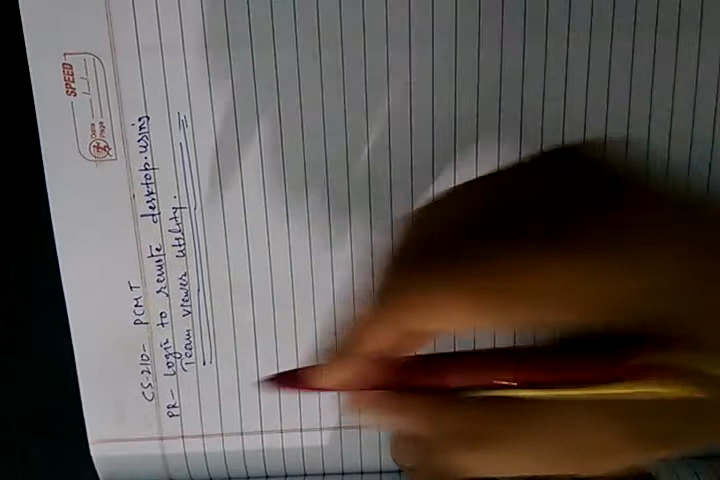 SPEED
Date
Page
CS-210- PCMT
PR- Login to remote desktop using
Team viewer utility.